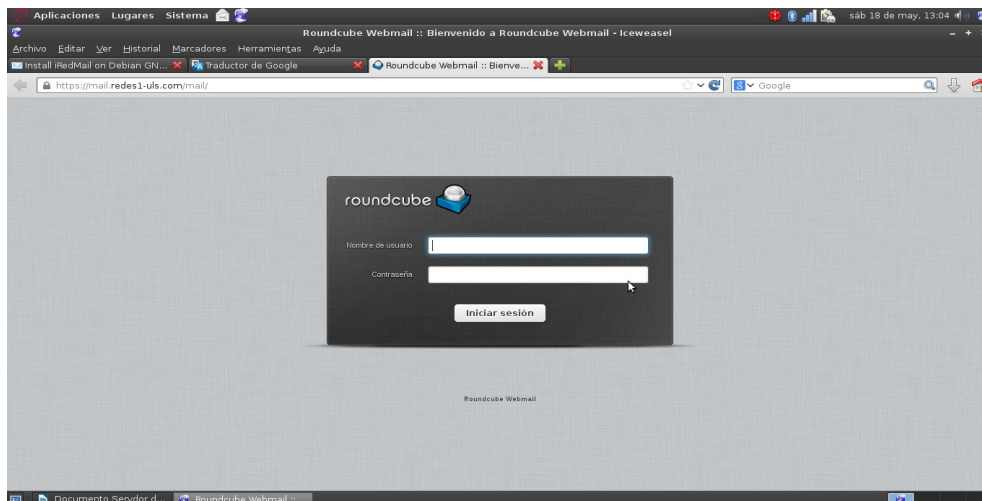 Aplicaciones Lugares Sistema
sáb 18 de may, 13:04
Roundcube Webmail :: Bienvenido a Roundcube Webmail - Iceweasel
Archivo Editar Ver Historial Marcadores Herramientas Ayuda
Install iRedMail on Debian GN...
Traductor de Google
Roundcube Webmail :: Bienve...
https://mail.redes1-uls.com/mail/
Google
roundcube
Nombre de usuario
Contraseña
Iniciar sesión
Roundcube Webmail
Documento Servdor d...
Roundcube Webmail ::...